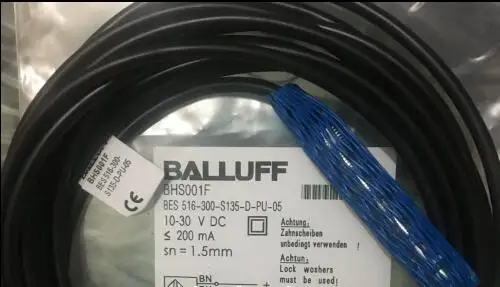 BHS001F
BES 516-300-
S135-D-PU-05
CE
BALLUFF
BHS001F
BES 516-300-S135-D-PU-05
10-30 V DC
≤ 200 mA
sn = 1.5mm
BN
Achtung:
Zahnscheiben
unbedingt verwenden !
Achtun:
Lock washers
must be used!